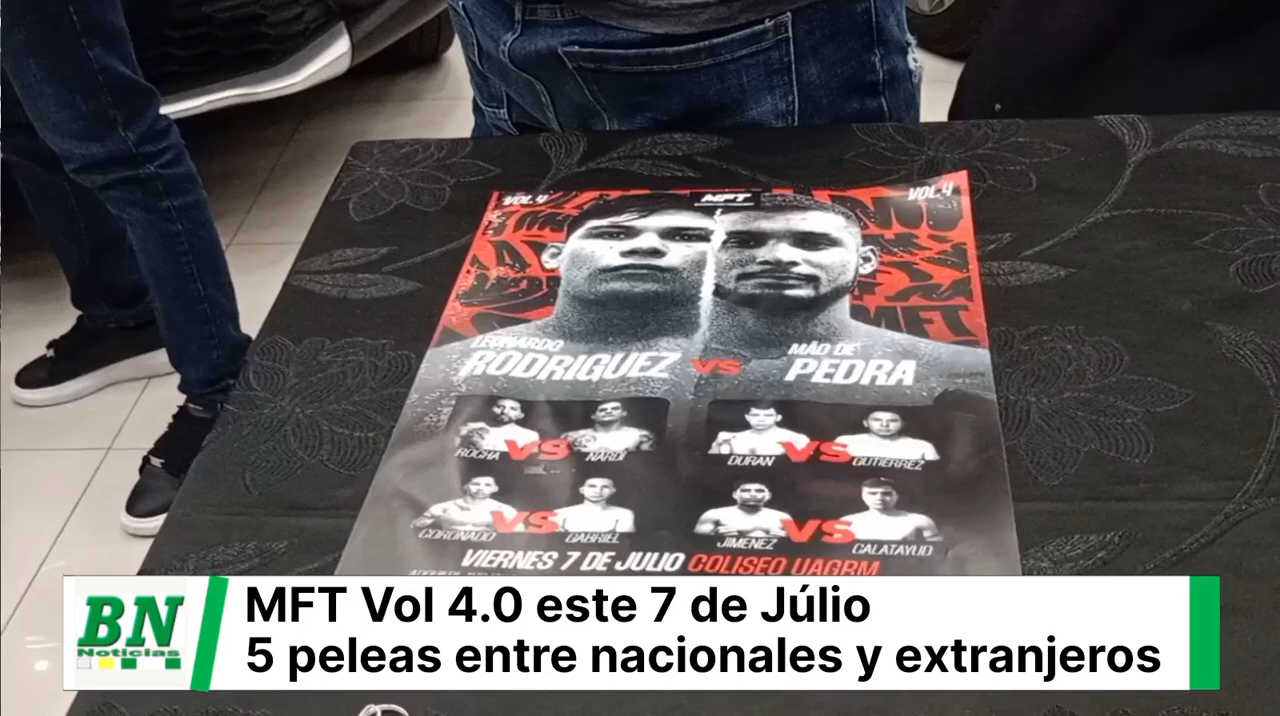 VOL.4
MFT
VOL.4
MFT
LEONARDO
RODRIGUEZ VS MÃO DE PEDRA
ROCHA VS NARDI
DURAN VS GUTIERREZ
CORONADO VS GABRIEL
JIMENEZ VS CALATAYUD
VIERNES 7 DE JULIO COLISEO UAGRM
BN
Noticias
MFT Vol 4.0 este 7 de Júlio
5 peleas entre nacionales y extranjeros